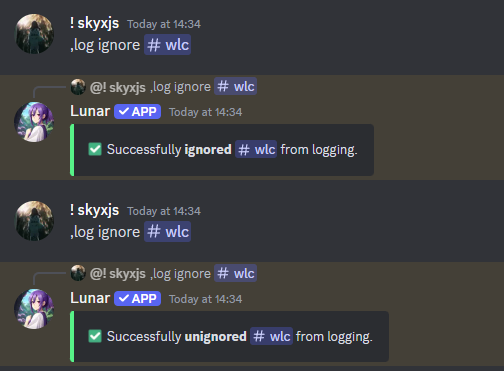 ! skyxjs Today at 14:34
,log ignore # wlc
@! skyxjs ,log ignore # wlc
Lunar ✓ APP Today at 14:34
✅ Successfully ignored # wlc from logging.
! skyxjs Today at 14:34
,log ignore # wlc
@! skyxjs ,log ignore # wlc
Lunar ✓ APP Today at 14:34
✅ Successfully unignored # wlc from logging.